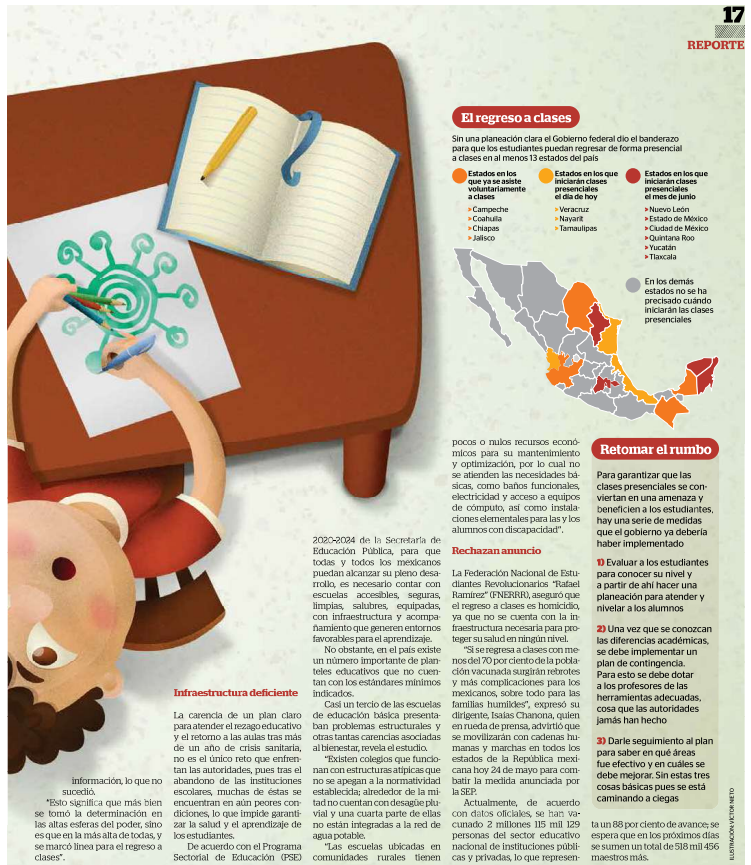 17
REPORTE
El regreso a clases
Sin una planeación clara el Gobierno federal dio el banderazo
para que los estudiantes puedan regresar de forma presencial
a clases en al menos 13 estados del país
Estados en los
que ya se asiste
voluntariamente
a clases
Campeche
Coahuila
Chiapas
Jalisco
Estados en los que
iniciarán clases
presenciales
el día de hoy
Veracruz
Nayarit
Tamaulipas
Estados en los que
iniciarán clases
presenciales
el mes de junio
Nuevo León
Estado de México
Ciudad de México
Quintana Roo
Yucatán
Tlaxcala
En los demás
estados no se ha
precisado cuándo
iniciarán las clases
presenciales
información, lo que no
sucedió.
“Esto significa que más bien
se tomó la determinación en
las altas esferas del poder, sino
es que en la más alta de todas, y
se marcó línea para el regreso a
clases”.
Infraestructura deficiente
La carencia de un plan claro
para atender el rezago educativo
y el retorno a las aulas tras más
de un año de crisis sanitaria,
no es el único reto que enfren-
tan las autoridades, pues tras el
abandono de las instituciones
escolares, muchas de éstas se
encuentran en aún peores con-
diciones, lo que impide garanti-
zar la salud y el aprendizaje de
los estudiantes.
De acuerdo con el Programa
Sectorial de Educación (PSE)
2020-2024 de la Secretaría de
Educación Pública, para que
todas y todos los mexicanos
puedan alcanzar su pleno desa-
rrollo, es necesario contar con
escuelas accesibles, seguras,
limpias, salubres, equipadas,
con infraestructura y acompa-
ñamiento que generen entornos
favorables para el aprendizaje.
No obstante, en el país existe
un número importante de plan-
teles educativos que no cuen-
tan con los estándares mínimos
indicados.
Casi un tercio de las escuelas
de educación básica presenta-
ban problemas estructurales y
otras tantas carencias asociadas
al bienestar, revela el estudio.
“Existen colegios que funcio-
nan con estructuras atípicas que
no se apegan a la normatividad
establecida; alrededor de la mi-
tad no cuentan con desagüe plu-
vial y una cuarta parte de ellas
no están integradas a la red de
agua potable.
“Las escuelas ubicadas en
comunidades rurales tienen
pocos o nulos recursos econó-
micos para su mantenimiento
y optimización, por lo cual no
se atienden las necesidades bá-
sicas, como baños funcionales,
electricidad y acceso a equipos
de cómputo, así como instala-
ciones elementales para las y los
alumnos con discapacidad”.
Rechazan anuncio
La Federación Nacional de Estu-
diantes Revolucionarios “Rafael
Ramírez” (FNERRR), aseguró que
el regreso a clases es homicidio,
ya que no se cuenta con la in-
fraestructura necesaria para pro-
teger su salud en ningún nivel.
“Si se regresa a clases con me-
nos del 70 por ciento de la pobla-
ción vacunada surgirán rebrotes
y más complicaciones para los
mexicanos, sobre todo para las
familias humildes”, expresó su
dirigente, Isaías Chanona, quien
en rueda de prensa, advirtió que
se movilizarán con cadenas hu-
manas y marchas en todos los
estados de la República mexi-
cana hoy 24 de mayo para com-
batir la medida anunciada por
la SEP.
Actualmente, de acuerdo
con datos oficiales, se han va-
cunado 2 millones 115 mil 129
personas del sector educativo
nacional de instituciones públi-
cas y privadas, lo que represen-
Retomar el rumbo
Para garantizar que las
clases presenciales se con-
viertan en una amenaza y
beneficien a los estudiantes,
hay una serie de medidas
que el gobierno ya debería
haber implementado
1) Evaluar a los estudiantes
para conocer su nivel y
a partir de ahí hacer una
planeación para atender y
nivelar a los alumnos
2) Una vez que se conozcan
las diferencias académicas,
se debe implementar un
plan de contingencia.
Para esto se debe dotar
a los profesores de las
herramientas adecuadas,
cosa que las autoridades
jamás han hecho
3) Darle seguimiento al plan
para saber en qué áreas
fue efectivo y en cuáles se
debe mejorar. Sin estas tres
cosas básicas pues se está
caminando a ciegas
ta un 88 por ciento de avance; se
espera que en los próximos días
se sumen un total de 518 mil 456
maestros más.
ILUSTRACIÓN: VÍCTOR NIETO